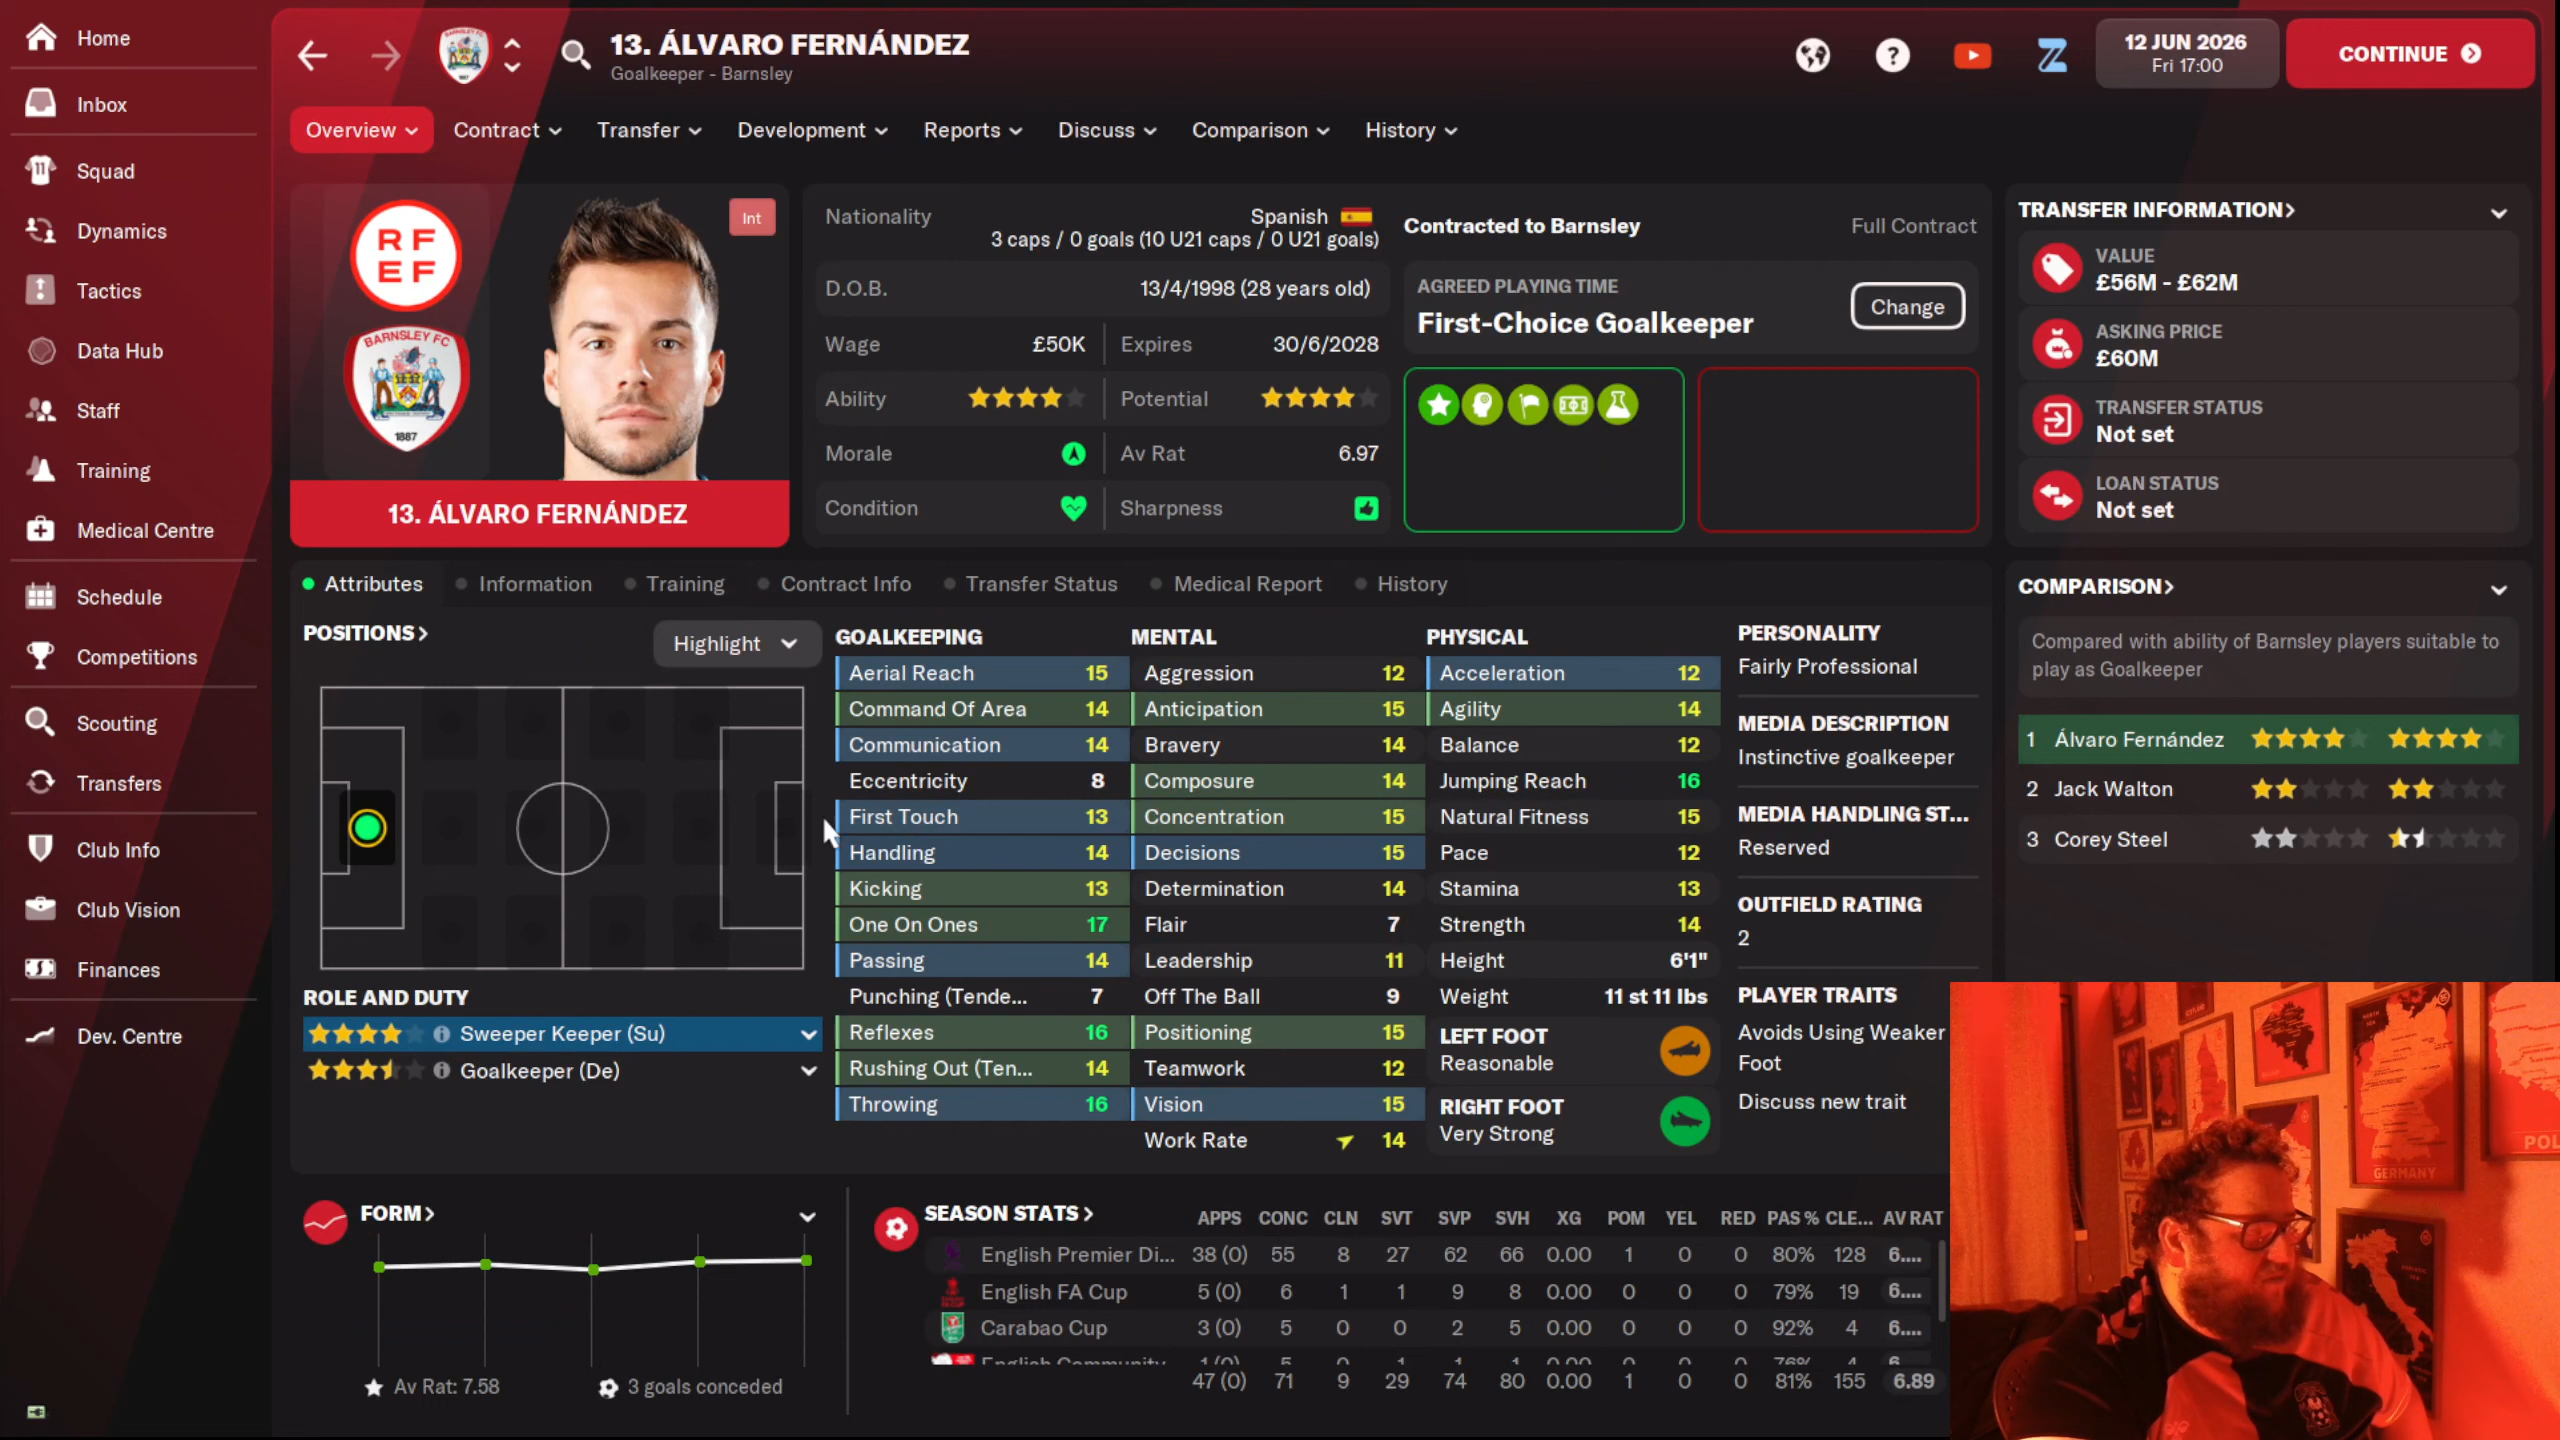 Home
Inbox
Squad
Dynamics
Tactics
Data Hub
Staff
Training
Medical Centre
Schedule
Competitions
Scouting
Transfers
Club Info
Club Vision
Finances
Dev. Centre
13. ÁLVARO FERNÁNDEZ
Goalkeeper - Barnsley
12 JUN 2026
Fri 17:00
CONTINUE
Overview Contract Transfer Development Reports Discuss Comparison History
R F
E F
BARNSLEY FC
1887
Int
13. ÁLVARO FERNÁNDEZ
Nationality Spanish
3 caps / 0 goals (10 U21 caps / 0 U21 goals)
D.O.B. 13/4/1998 (28 years old)
Wage £50K Expires 30/6/2028
Ability Potential
Morale Av Rat 6.97
Condition Sharpness
Contracted to Barnsley Full Contract
AGREED PLAYING TIME
First-Choice Goalkeeper
Change
TRANSFER INFORMATION>
VALUE
£56M - £62M
ASKING PRICE
£60M
TRANSFER STATUS
Not set
LOAN STATUS
Not set
Attributes Information Training Contract Info Transfer Status Medical Report History
POSITIONS>
Highlight
ROLE AND DUTY
Sweeper Keeper (Su)
Goalkeeper (De)
GOALKEEPING
Aerial Reach 15
Command Of Area 14
Communication 14
Eccentricity 8
First Touch 13
Handling 14
Kicking 13
One On Ones 17
Passing 14
Punching (Tende... 7
Reflexes 16
Rushing Out (Ten... 14
Throwing 16
MENTAL
Aggression 12
Anticipation 15
Bravery 14
Composure 14
Concentration 15
Decisions 15
Determination 14
Flair 7
Leadership 11
Off The Ball 9
Positioning 15
Teamwork 12
Vision 15
Work Rate 14
PHYSICAL
Acceleration 12
Agility 14
Balance 12
Jumping Reach 16
Natural Fitness 15
Pace 12
Stamina 13
Strength 14
Height 6'1"
Weight 11 st 11 lbs
LEFT FOOT
Reasonable
RIGHT FOOT
Very Strong
PERSONALITY
Fairly Professional
MEDIA DESCRIPTION
Instinctive goalkeeper
MEDIA HANDLING ST...
Reserved
OUTFIELD RATING
2
PLAYER TRAITS
Avoids Using Weaker
Foot
Discuss new trait
COMPARISON>
Compared with ability of Barnsley players suitable to
play as Goalkeeper
1 Álvaro Fernández
2 Jack Walton
3 Corey Steel
FORM>
Av Rat: 7.58 3 goals conceded
SEASON STATS > APPS CONC CLN SVT SVP SVH XG POM YEL RED PAS % CLE... AV RAT
English Premier Di... 38 (0) 55 8 27 62 66 0.00 1 0 0 80% 128 6....
English FA Cup 5 (0) 6 1 1 9 8 0.00 0 0 0 79% 19 6....
Carabao Cup 3 (0) 5 0 0 2 5 0.00 0 0 0 92% 4 6....
English Community
47 (0) 71 9 29 74 80 0.00 1 0 0 81% 155 6.89
GERMANY
POL